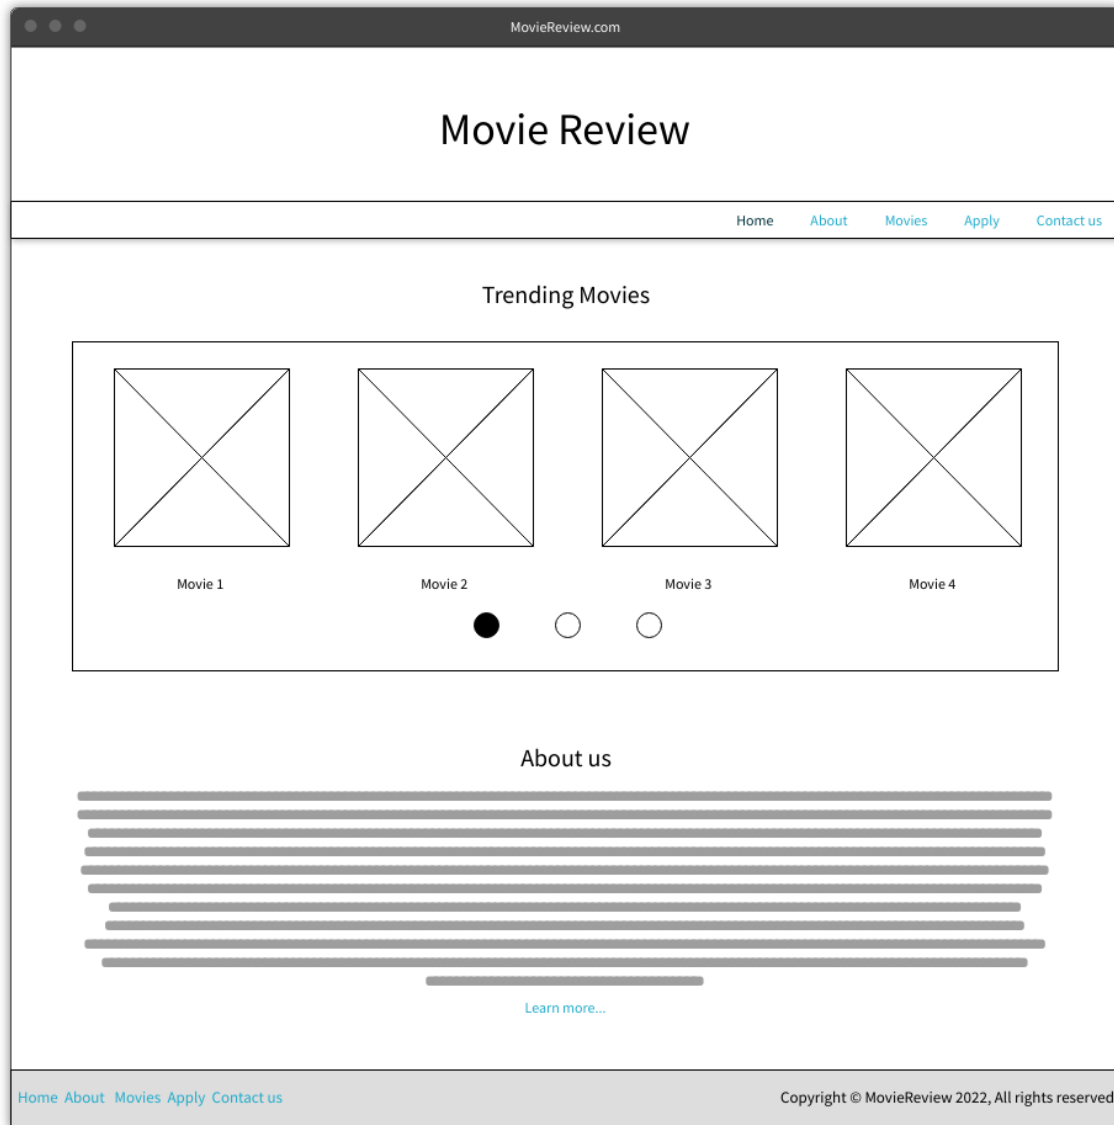 MovieReview.com
Movie Review
Home About Movies Apply Contact us
Trending Movies
Movie 1 Movie 2 Movie 3 Movie 4
About us
Learn more...
Home About Movies Apply Contact us Copyright © MovieReview 2022, All rights reserved